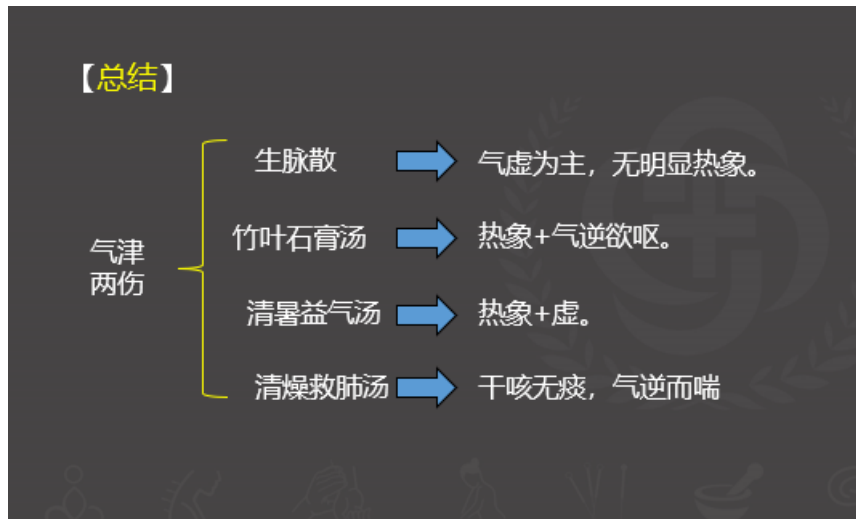 【总结】
生脉散 气虚为主，无明显热象。
竹叶石膏汤 热象+气逆欲呕。
气津
两伤
清暑益气汤 热象+虚。
清燥救肺汤 干咳无痰，气逆而喘